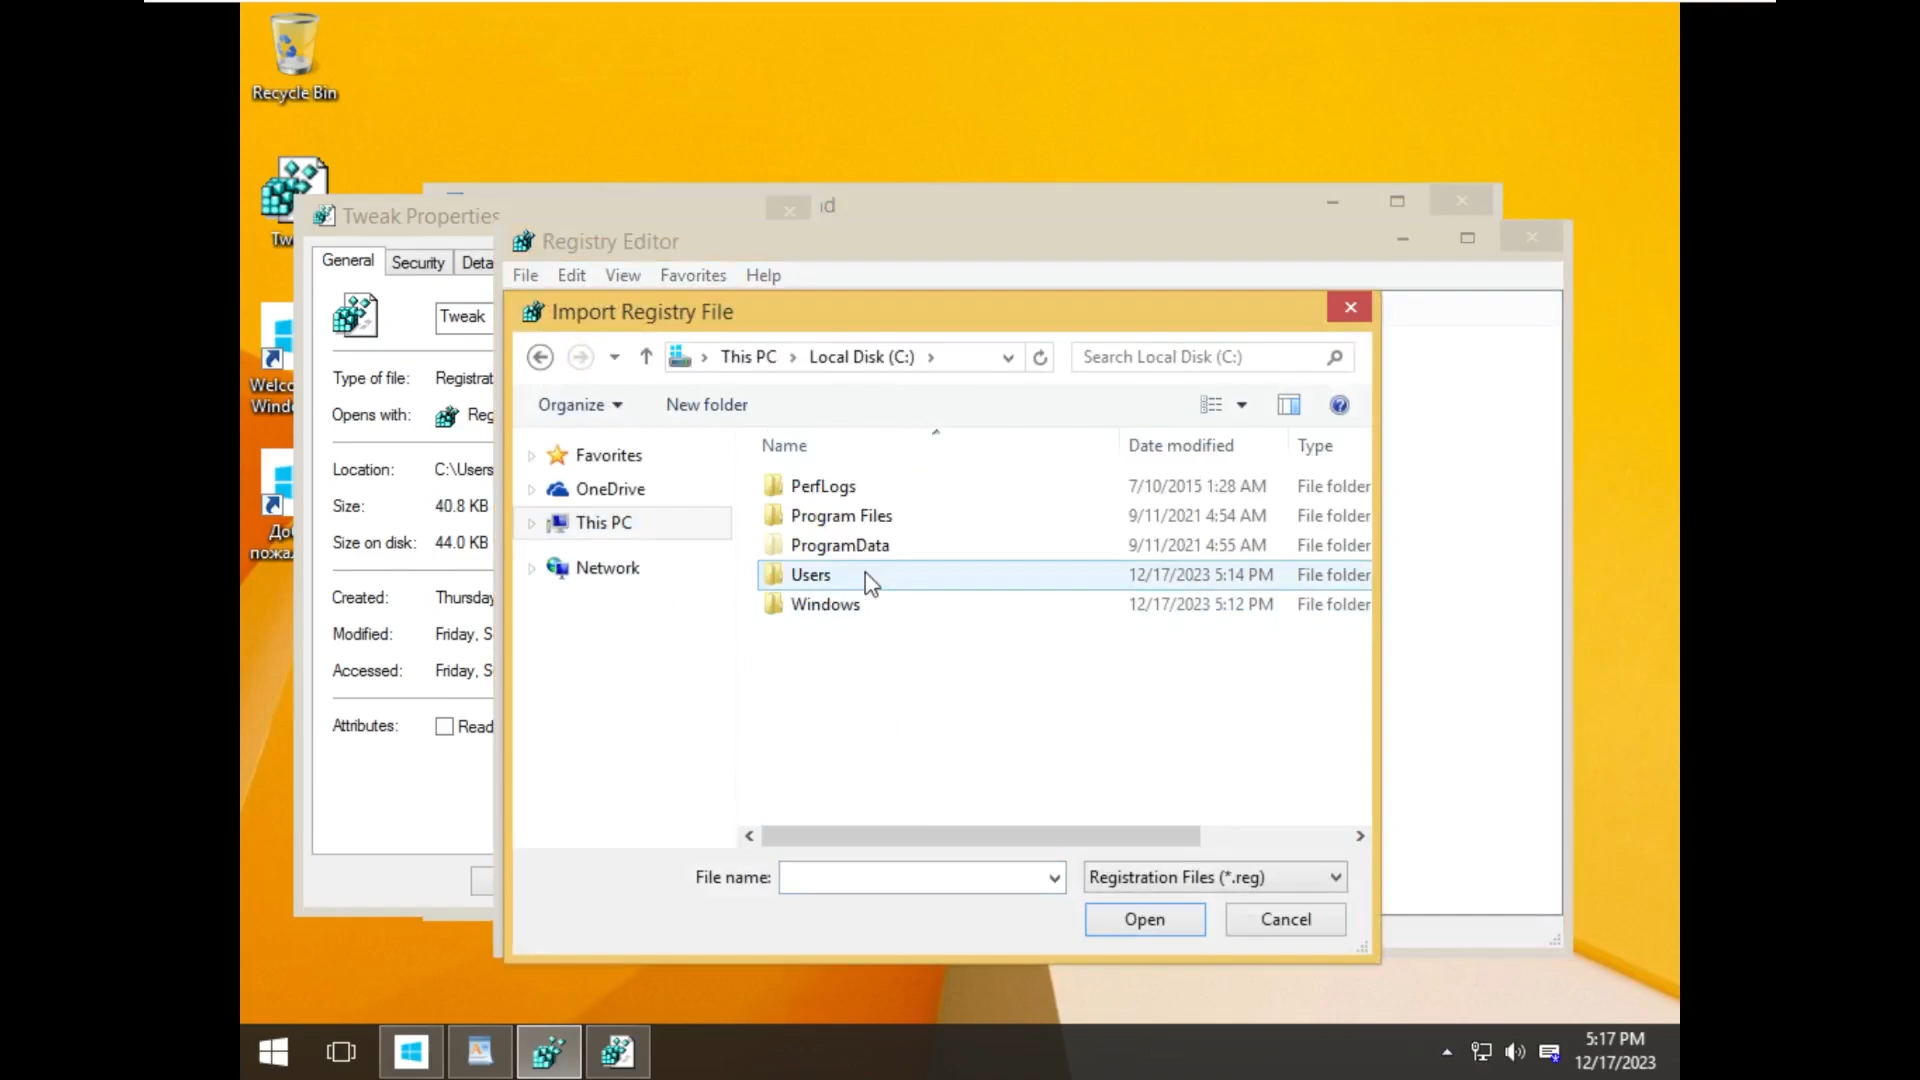 Recycle Bin
Tw
Welco
Windo
До
пожа
Tweak Properties
General
Security
Deta
Tweak
Type of file:
Registrat
Opens with:
Reg
Location:
C:\Users
Size:
40.8 KB
Size on disk:
44.0 KB
Created:
Thursday
Modified:
Friday, S
Accessed:
Friday, S
Attributes:
Read
Registry Editor
File Edit View Favorites Help
Import Registry File
This PC
Local Disk (C:)
Search Local Disk (C:)
Organize
New folder
Favorites
OneDrive
This PC
Network
Name Date modified Type
PerfLogs 7/10/2015 1:28 AM File folder
Program Files 9/11/2021 4:54 AM File folder
ProgramData 9/11/2021 4:55 AM File folder
Users 12/17/2023 5:14 PM File folder
Windows 12/17/2023 5:12 PM File folder
File name:
Registration Files (*.reg)
Open
Cancel
5:17 PM
12/17/2023